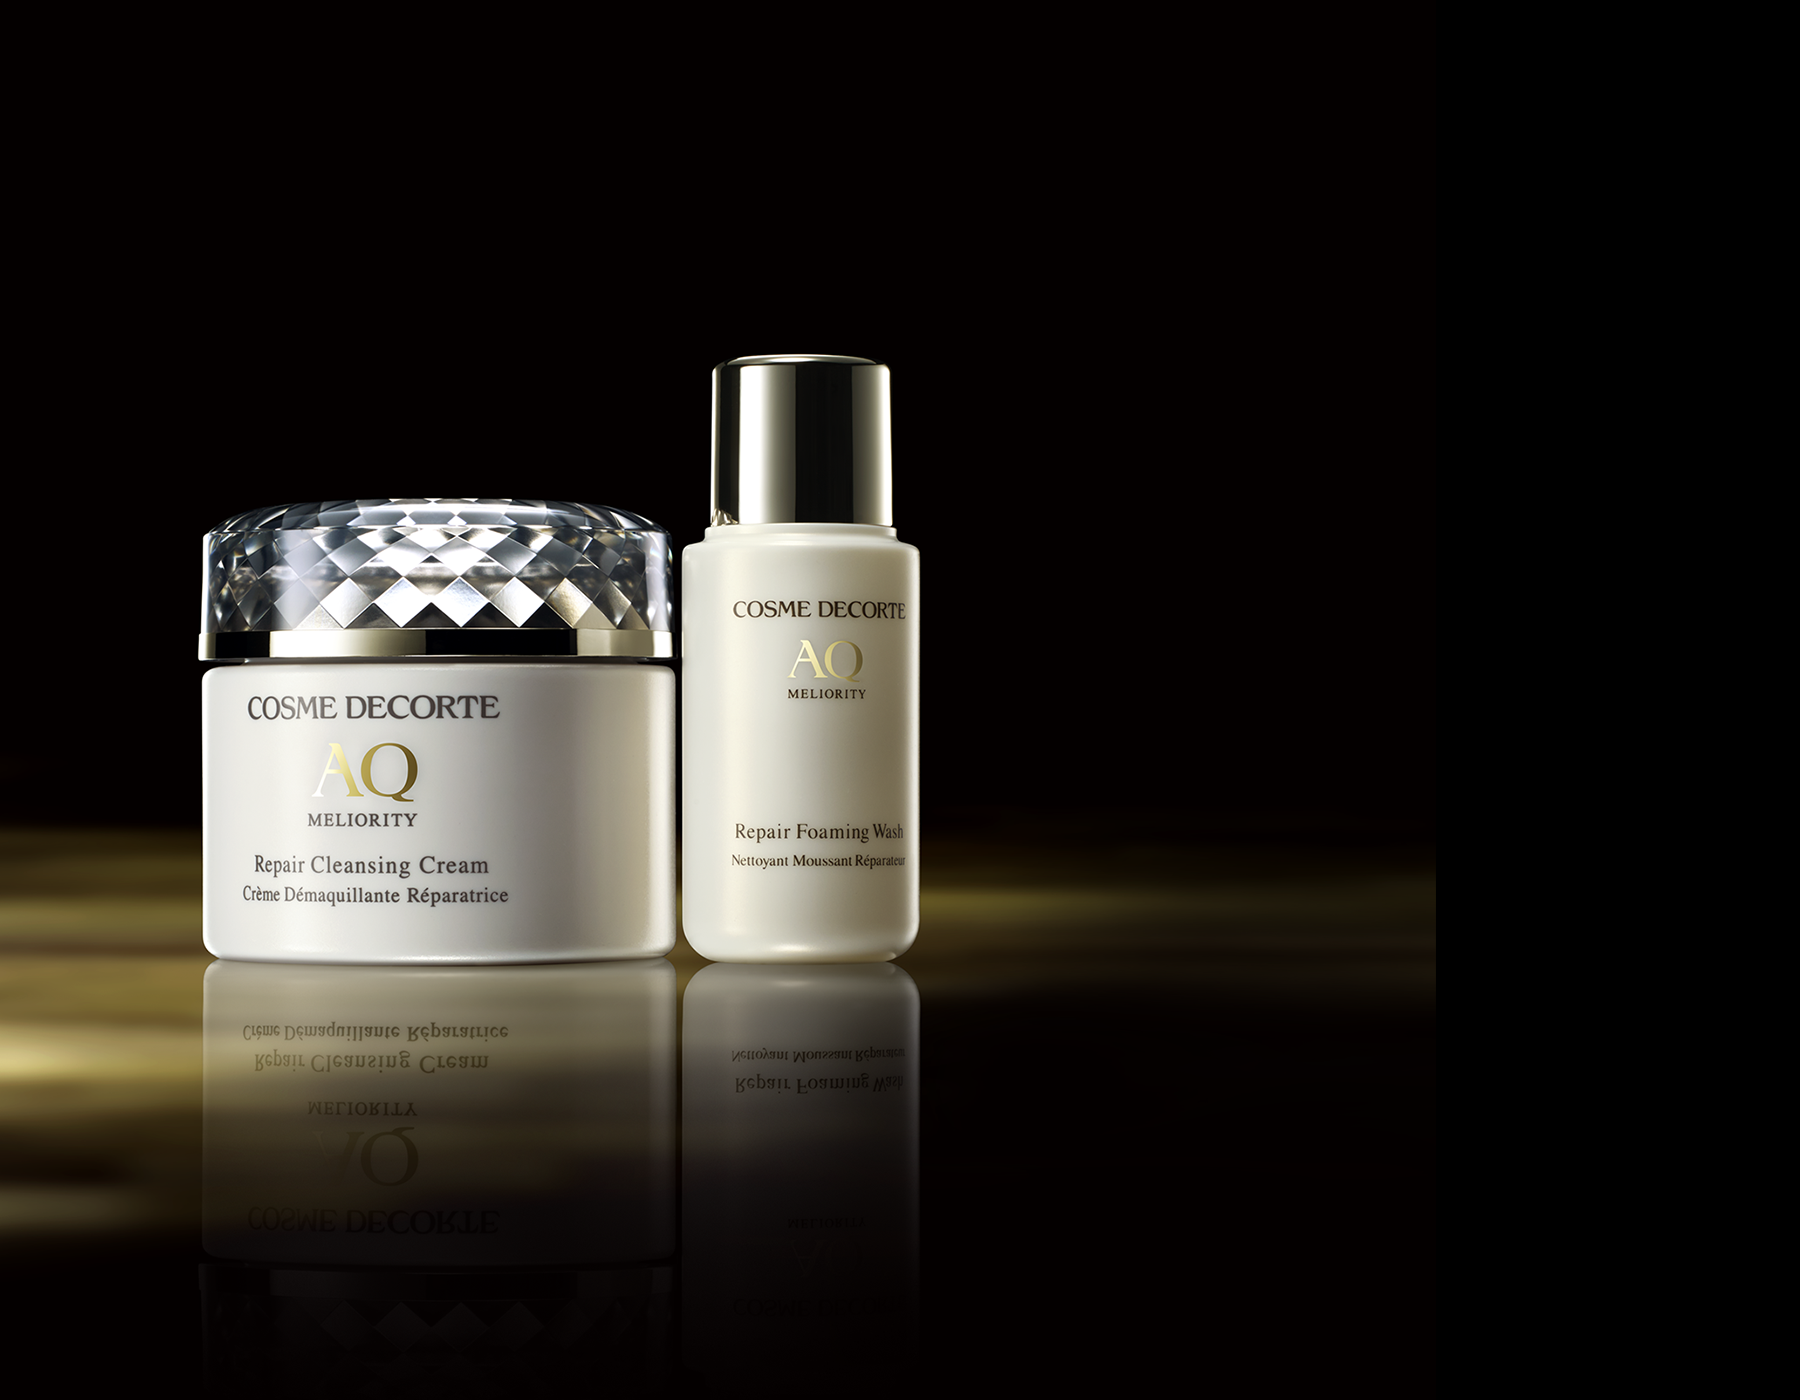 COSME DECORTE
AQ
MELIORITY
Repair Cleansing Cream
Crème Démaquillante Réparatrice
COSME DECORTE
AQ
MELIORITY
Repair Foaming Wash
Nettoyant Moussant Réparateur